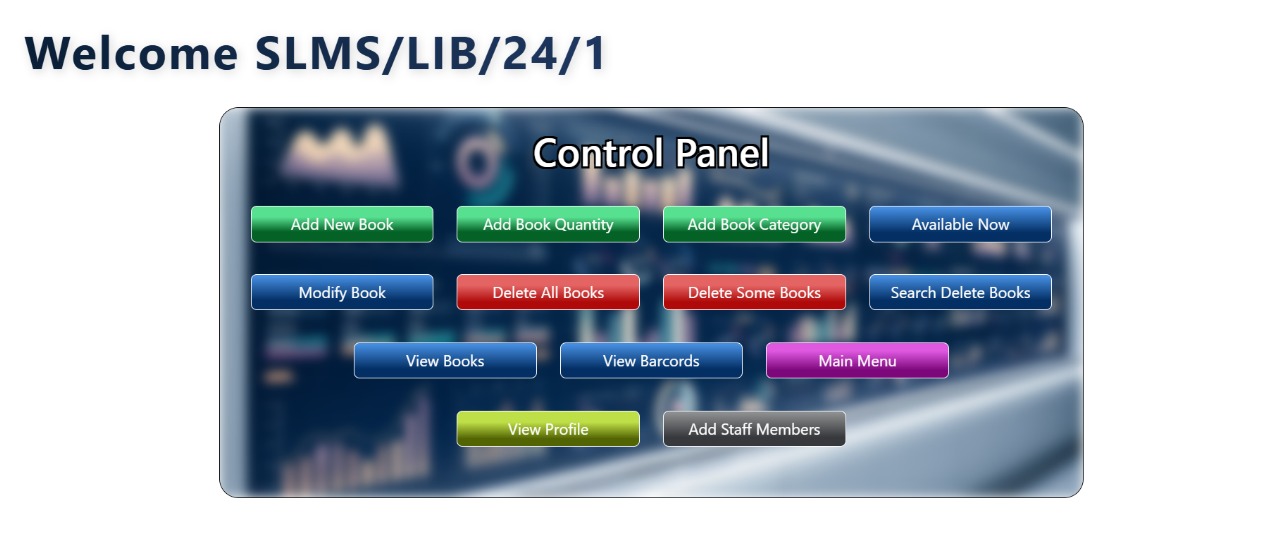 Welcome SLMS/LIB/24/1
Control Panel
Add New Book Add Book Quantity Add Book Category Available Now
Modify Book Delete All Books Delete Some Books Search Delete Books
View Books View Barcords Main Menu
View Profile Add Staff Members